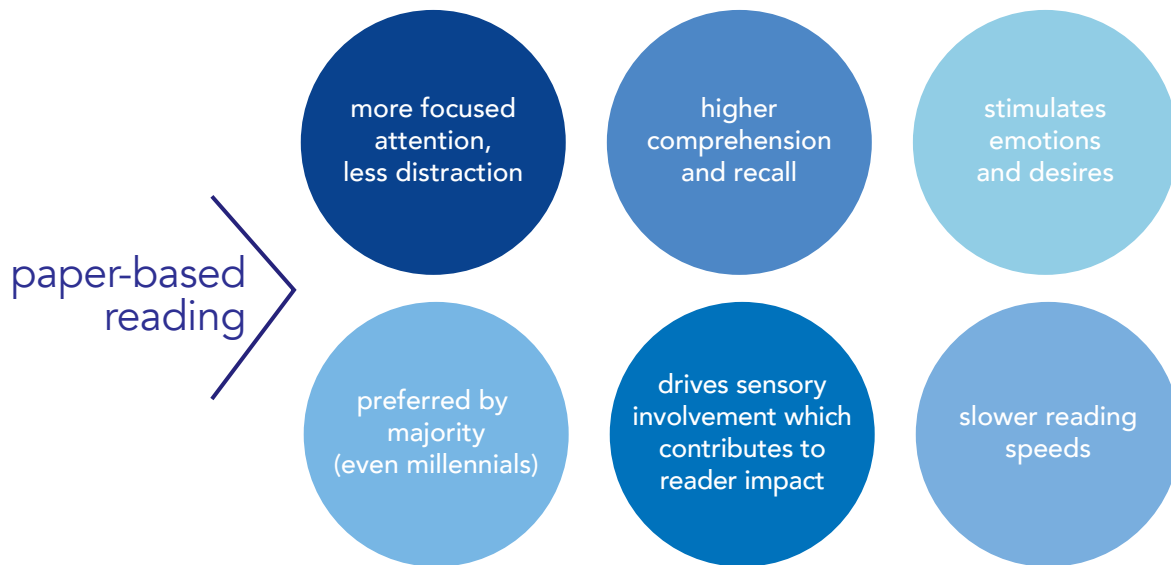 paper-based
reading
more focused
attention,
less distraction
higher
comprehension
and recall
stimulates
emotions
and desires
preferred by
majority
(even millennials)
drives sensory
involvement which
contributes to
reader impact
slower reading
speeds